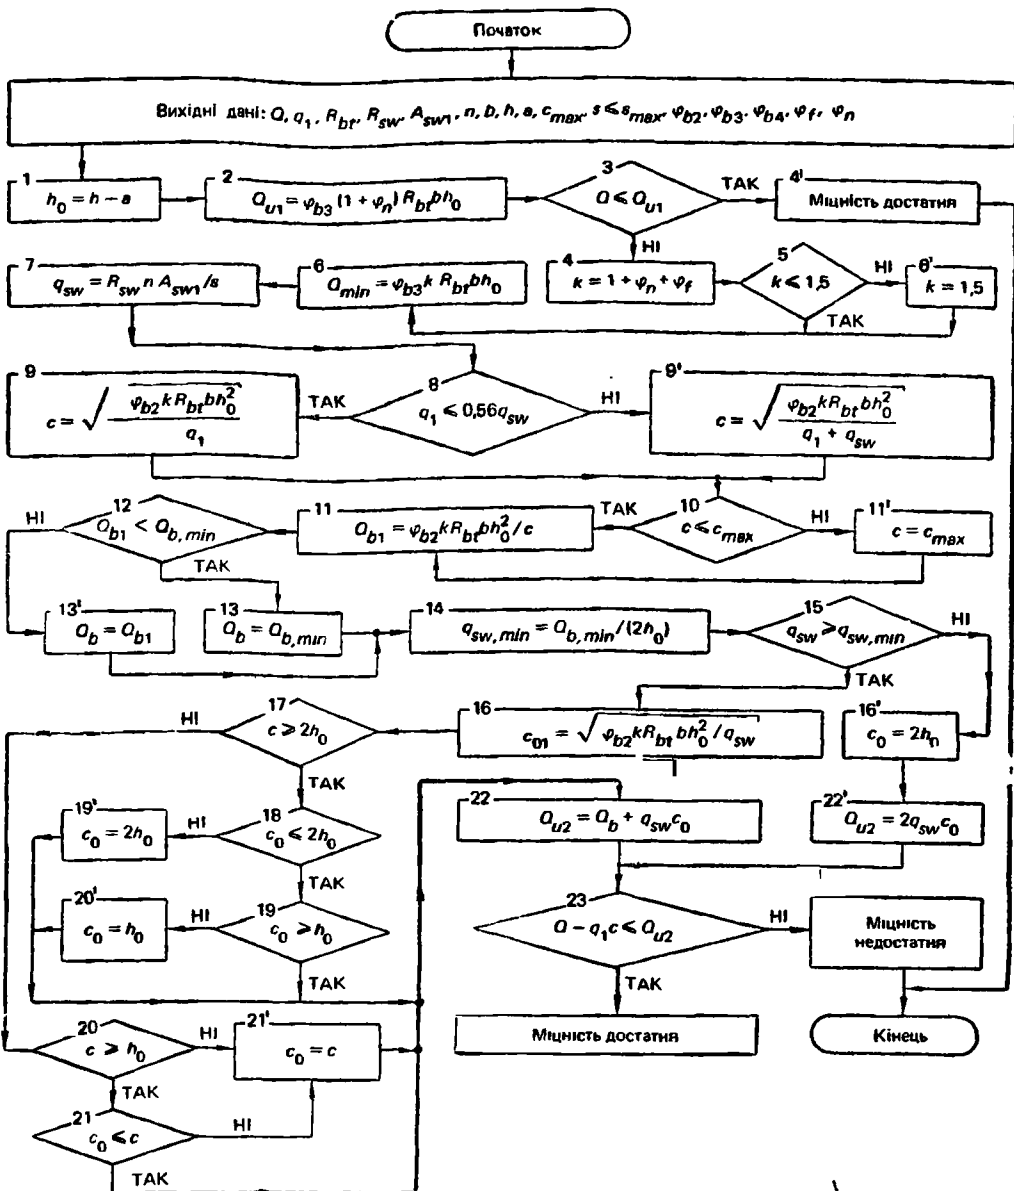 Початок
Вихідні дані: Q, q₁, R_bt, R_sw, A_sw1, n, b, h, a, c_max, s ⩽ s_max, φ_b2, φ_b3, φ_b4, φ_f, φ_n
1
h₀ = h − a
2
Q_u1 = φ_b3 (1 + φ_n) R_bt bh₀
3
Q ⩽ Q_u1
ТАК
4'
Міцність достатня
НІ
4
k = 1 + φ_n + φ_f
5
k ⩽ 1,5
НІ
6'
k = 1,5
ТАК
6
Q_min = φ_b3 k R_bt bh₀
7
q_sw = R_sw n A_sw1/s
8
q₁ ⩽ 0,56q_sw
ТАК
НІ
9
c = √(φ_b2 k R_bt bh₀² / q₁)
9'
c = √(φ_b2 k R_bt bh₀² / (q₁ + q_sw))
10
c ⩽ c_max
ТАК
НІ
11'
c = c_max
11
Q_b1 = φ_b2 k R_bt bh₀²/c
12
Q_b1 < Q_b,min
НІ
ТАК
13'
Q_b = Q_b1
13
Q_b = Q_b,min
14
q_sw,min = Q_b,min/(2h₀)
15
q_sw ⩾ q_sw,min
НІ
ТАК
16
c₀₁ = √(φ_b2 k R_bt bh₀²/q_sw)
16'
c₀ = 2h₀
17
c ⩾ 2h₀
НІ
ТАК
18
c₀ ⩽ 2h₀
НІ
19'
c₀ = 2h₀
ТАК
19
c₀ ⩾ h₀
НІ
20'
c₀ = h₀
ТАК
20
c ⩾ h₀
НІ
21'
c₀ = c
ТАК
21
c₀ ⩽ c
НІ
ТАК
22
Q_u2 = Q_b + q_sw c₀
22'
Q_u2 = 2q_sw c₀
23
Q − q₁c ⩽ Q_u2
НІ
Міцність
недостатня
ТАК
Міцність достатня
Кінець